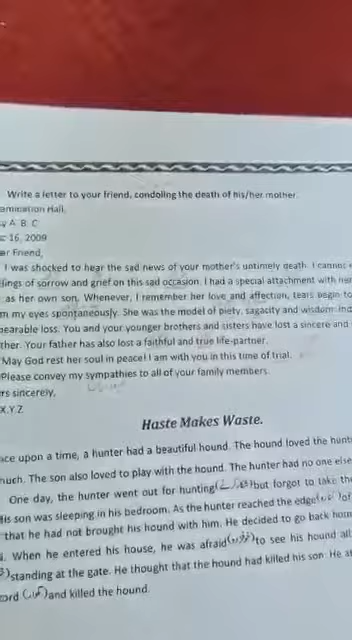 Write a letter to your friend, condoling the death of his/her mother.
amination Hall,
y A B C
16, 2009
ar Friend,
I was shocked to hear the sad news of your mother's untimely death. I cannot
lings of sorrow and grief on this sad occasion. I had a special attachment with her
as her own son. Whenever, I remember her love and affection, tears begin to
m my eyes spontaneously. She was the model of piety, sagacity and wisdom. Ind
bearable loss. You and your younger brothers and sisters have lost a sincere and
ther. Your father has also lost a faithful and true life-partner.
May God rest her soul in peace! I am with you in this time of trial.
Please convey my sympathies to all of your family members.
rs sincerely,
X.Y.Z
Haste Makes Waste.
nce upon a time, a hunter had a beautiful hound. The hound loved the hunt
much. The son also loved to play with the hound. The hunter had no one else
One day, the hunter went out for hunting( ) but forgot to take the
His son was sleeping in his bedroom. As the hunter reached the edge( ) of
that he had not brought his hound with him. He decided to go back hom
. When he entered his house, he was afraid( ) to see his hound all
) standing at the gate. He thought that the hound had killed his son. He
ord ( ) and killed the hound.